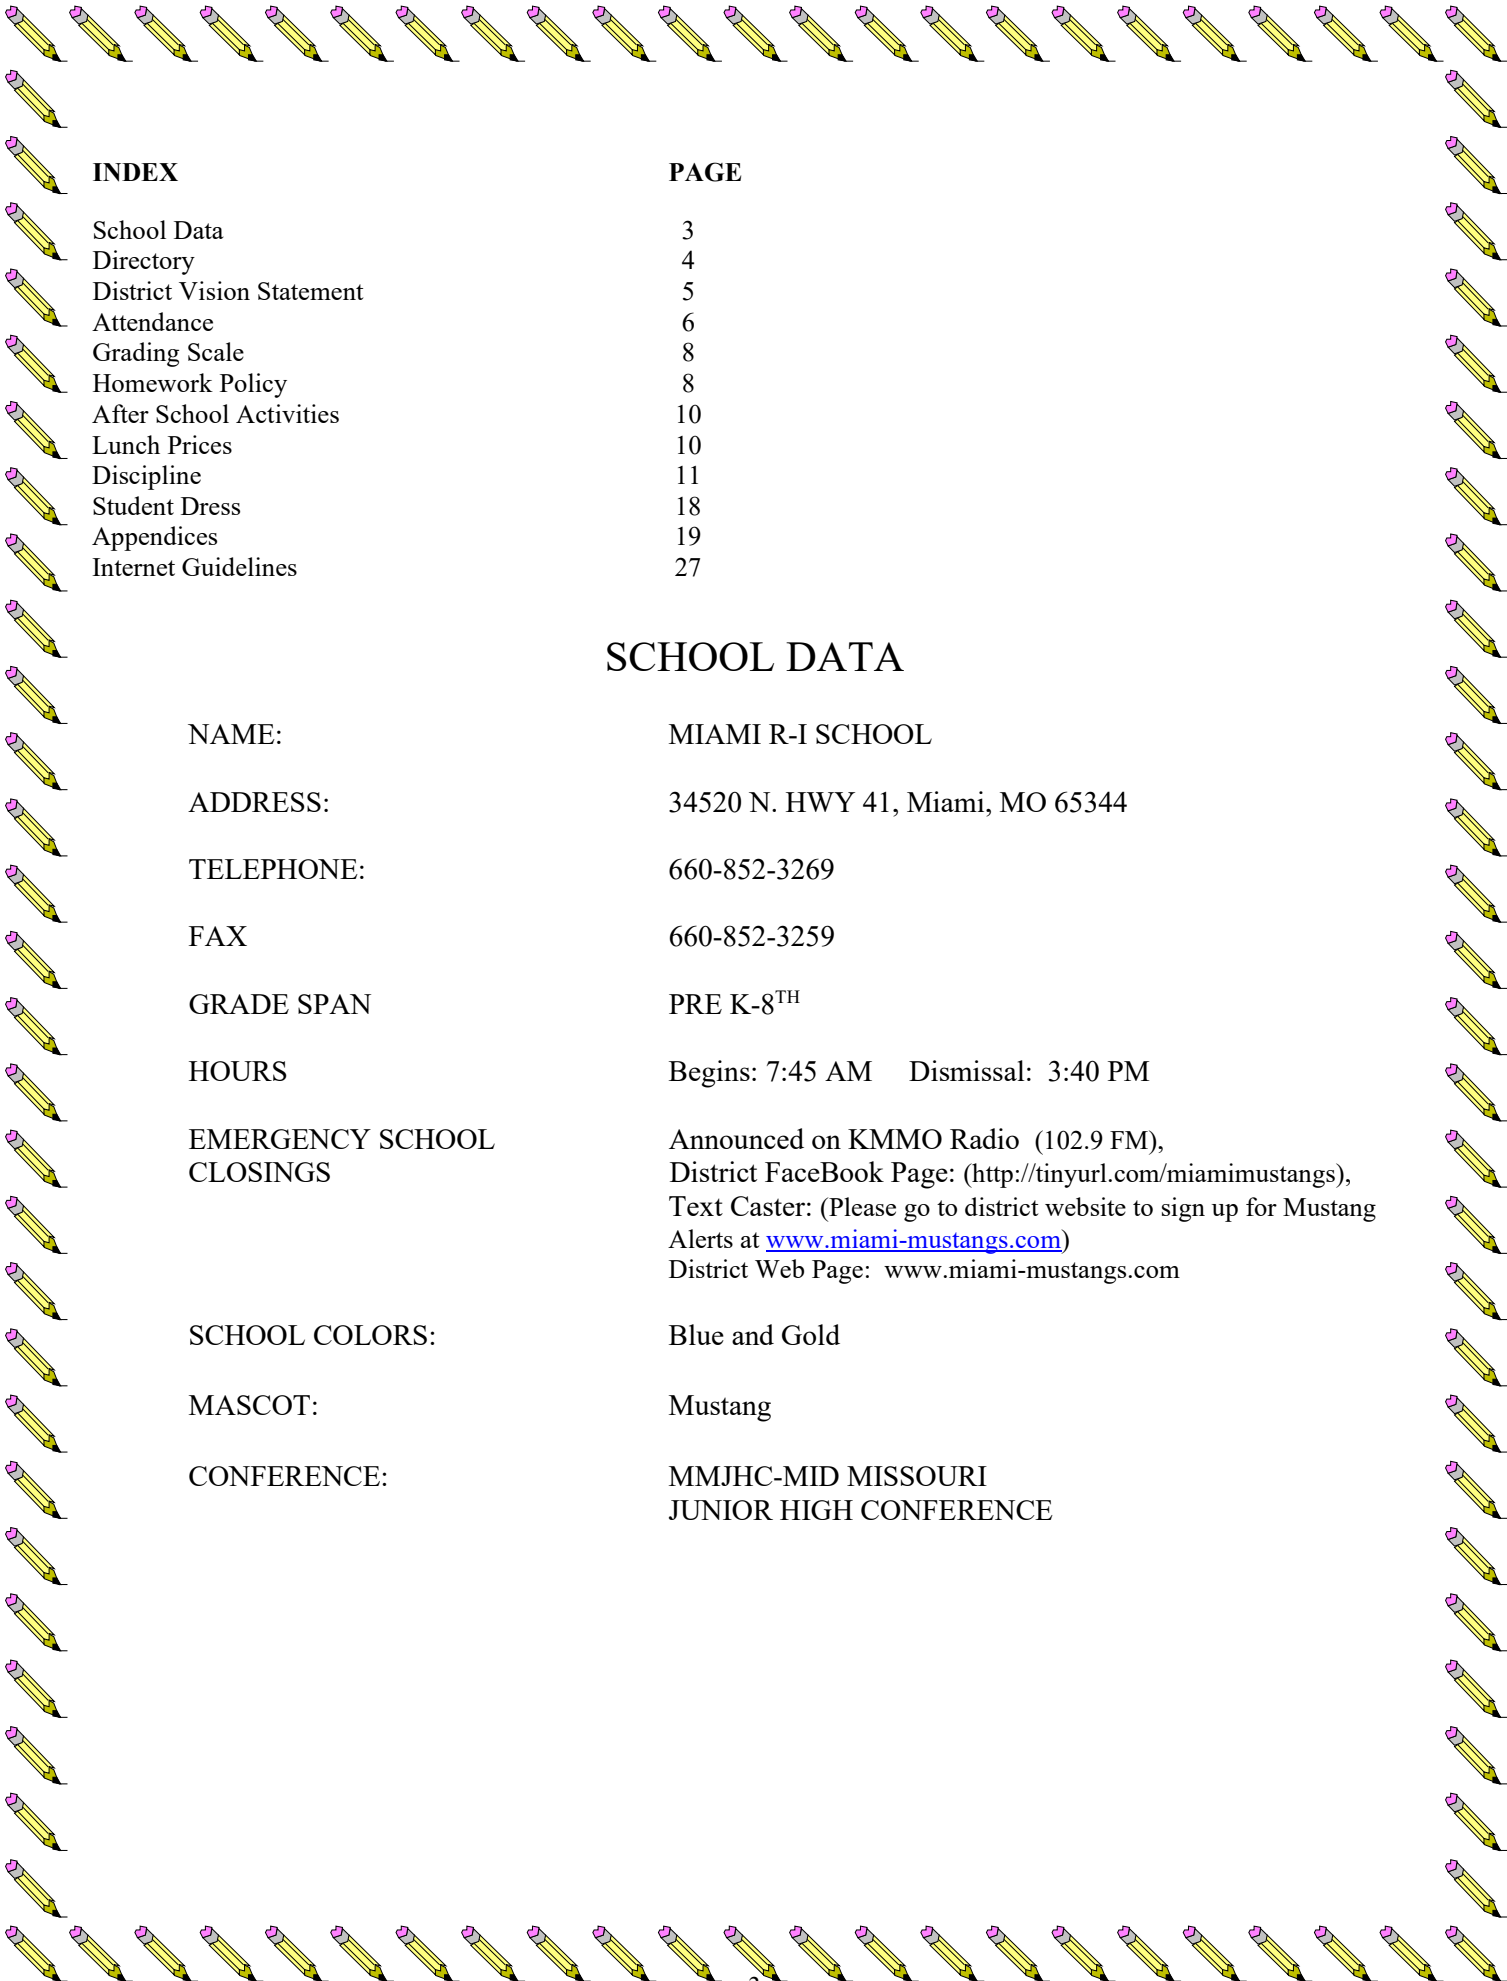 INDEX PAGE
School Data 3
Directory 4
District Vision Statement 5
Attendance 6
Grading Scale 8
Homework Policy 8
After School Activities 10
Lunch Prices 10
Discipline 11
Student Dress 18
Appendices 19
Internet Guidelines 27
SCHOOL DATA
NAME: MIAMI R-I SCHOOL
ADDRESS: 34520 N. HWY 41, Miami, MO 65344
TELEPHONE: 660-852-3269
FAX 660-852-3259
GRADE SPAN PRE K-8TH
HOURS Begins: 7:45 AM Dismissal: 3:40 PM
EMERGENCY SCHOOL Announced on KMMO Radio (102.9 FM),
CLOSINGS District FaceBook Page: (http://tinyurl.com/miamimustangs),
Text Caster: (Please go to district website to sign up for Mustang
Alerts at www.miami-mustangs.com)
District Web Page: www.miami-mustangs.com
SCHOOL COLORS: Blue and Gold
MASCOT: Mustang
CONFERENCE: MMJHC-MID MISSOURI
JUNIOR HIGH CONFERENCE